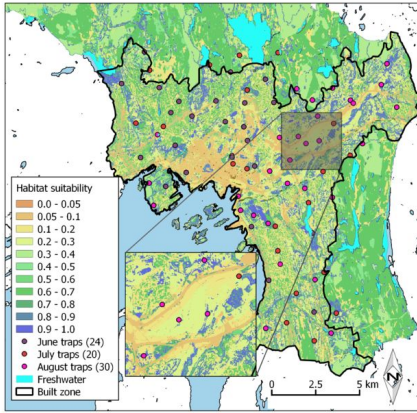 Habitat suitability
0.0 - 0.05
0.05 - 0.1
0.1 - 0.2
0.2 - 0.3
0.3 - 0.4
0.4 - 0.5
0.5 - 0.6
0.6 - 0.7
0.7 - 0.8
0.8 - 0.9
0.9 - 1.0
June traps (24)
July traps (20)
August traps (30)
Freshwater
Built zone
0 2.5 5 km
N